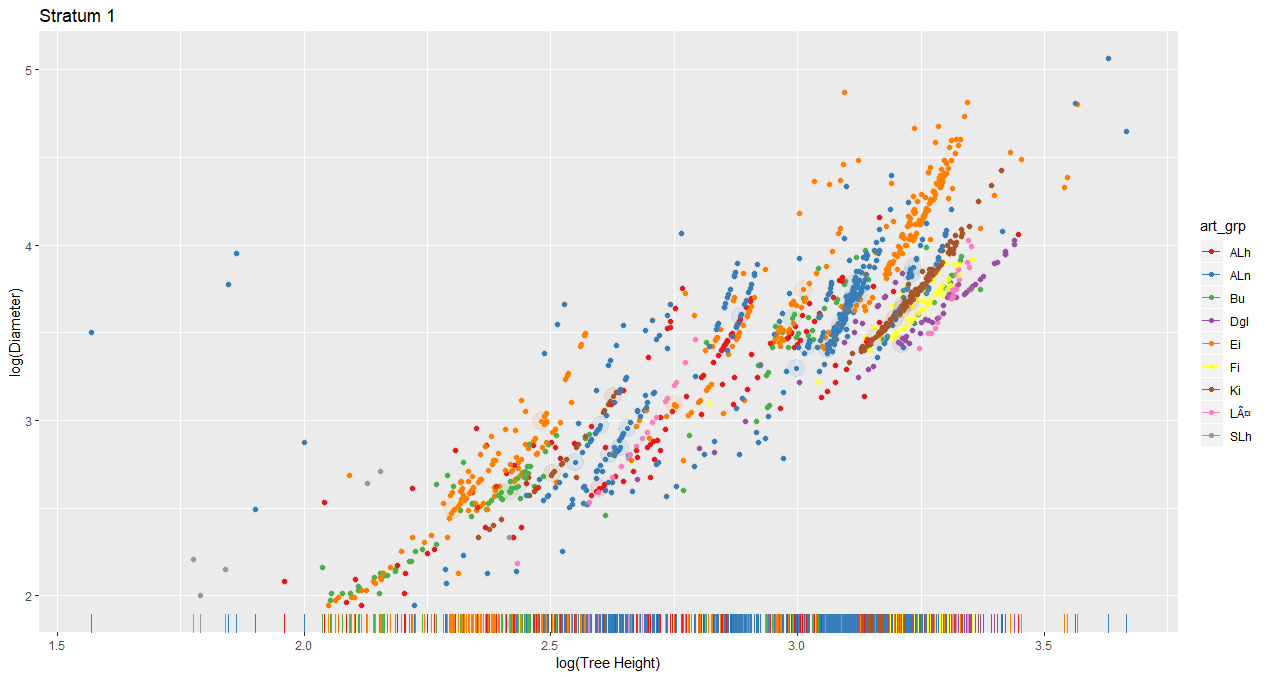 Stratum 1
5
4
3
2
log(Diameter)
1.5 2.0 2.5 3.0 3.5
log(Tree Height)
art_grp
ALh
ALn
Bu
Dgl
Ei
Fi
Ki
LÃ¤
SLh